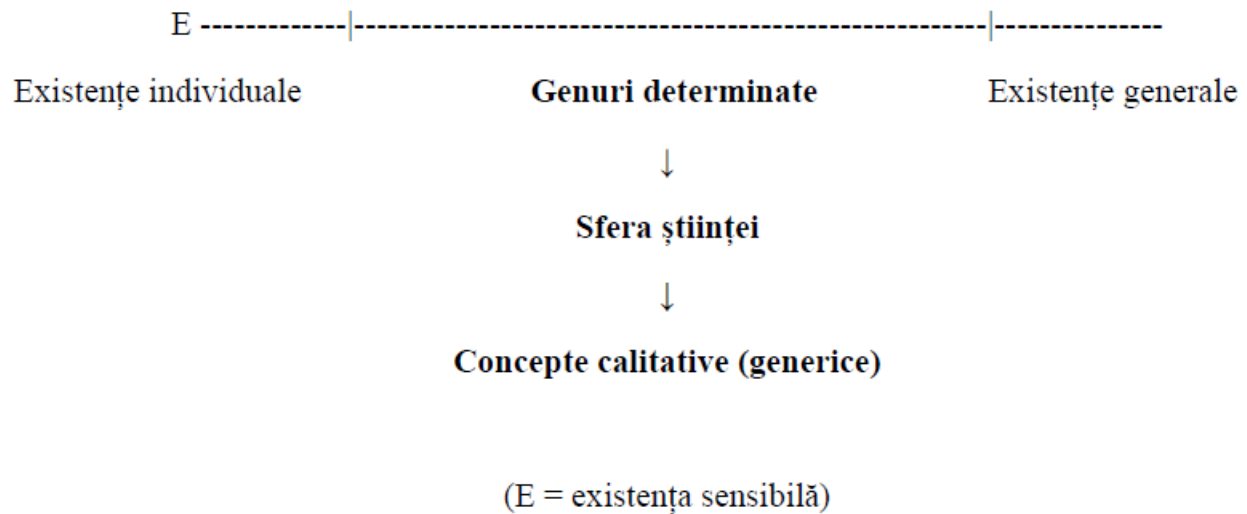 E -------------|--------------------------------------------------------|---------------
Existențe individuale Genuri determinate Existențe generale
↓
Sfera științei
↓
Concepte calitative (generice)
(E = existența sensibilă)